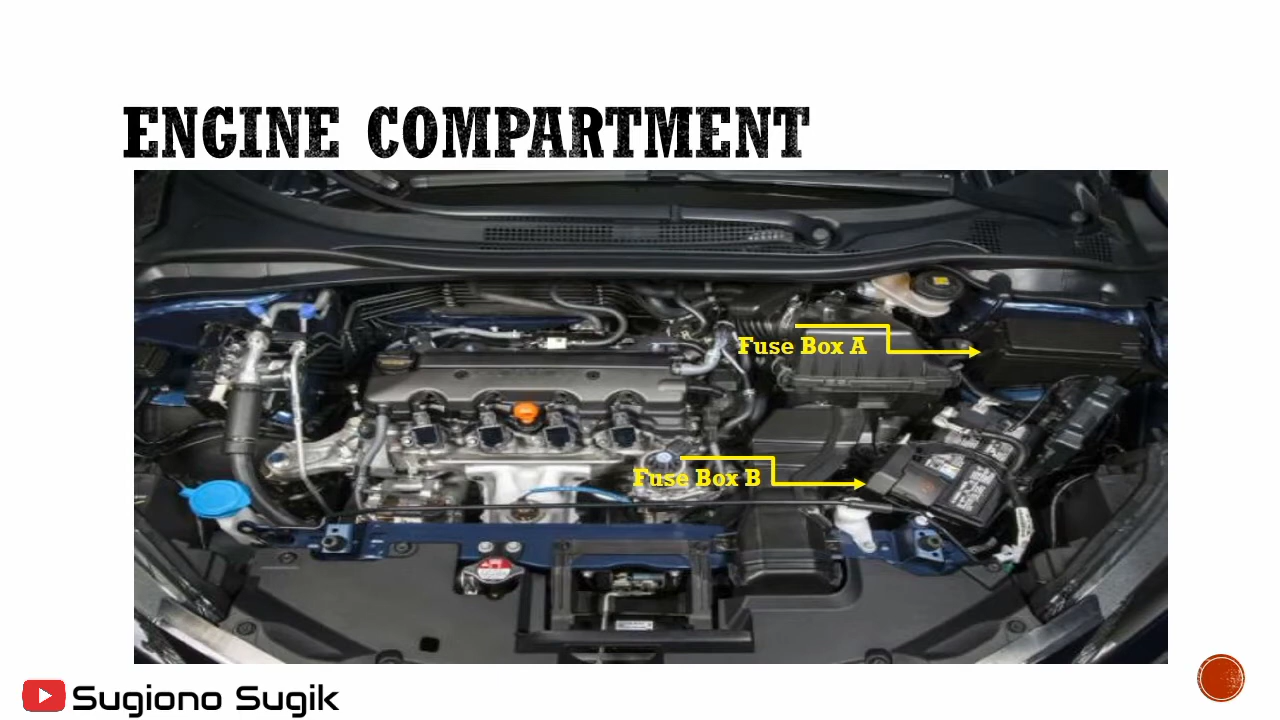 ENGINE COMPARTMENT
Fuse Box A
Fuse Box B
Sugiono Sugik